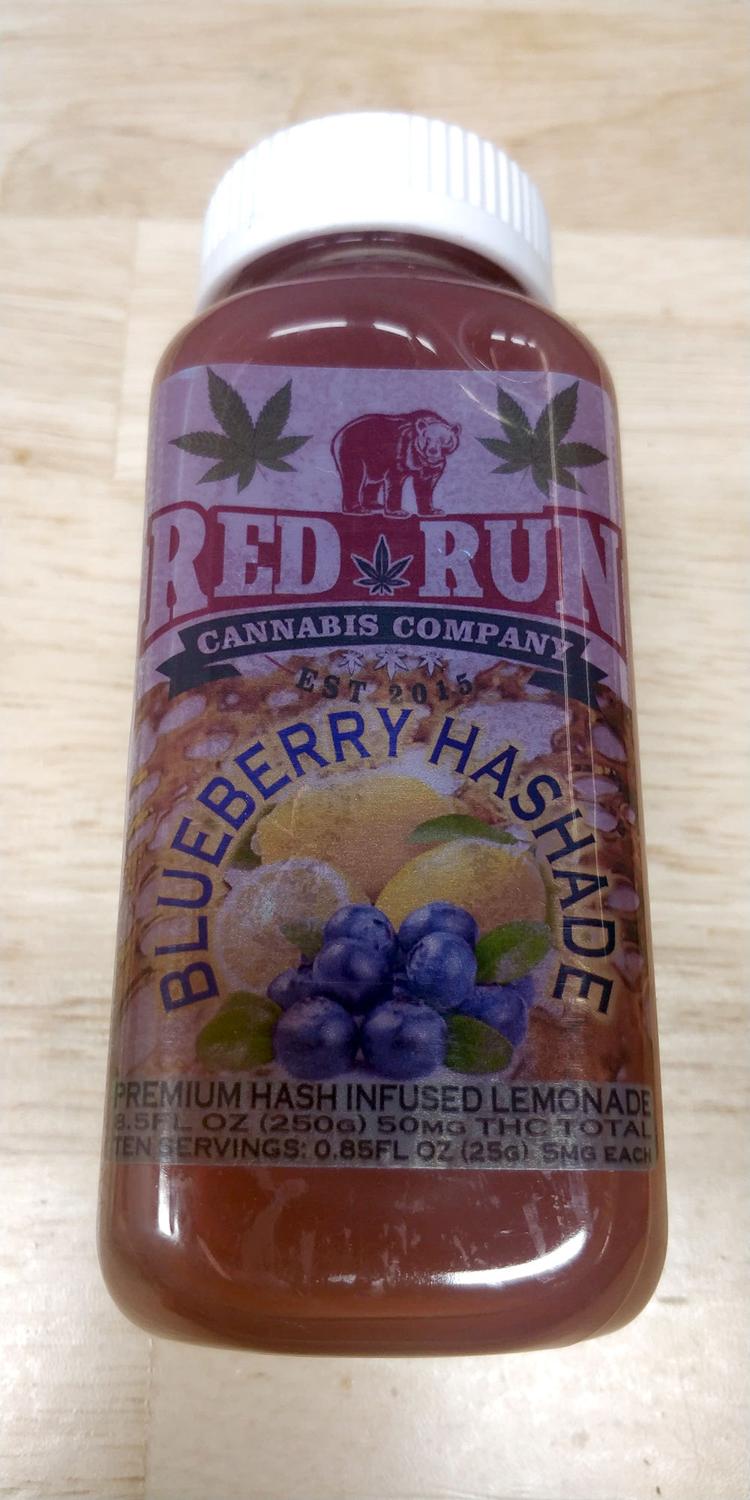 RED RUN
CANNABIS COMPANY
EST 2015
BLUEBERRY HASHADE
PREMIUM HASH INFUSED LEMONADE
8.5FL OZ (250G) 50MG THC TOTAL
TEN SERVINGS: 0.85FL OZ (25G) 5MG EACH